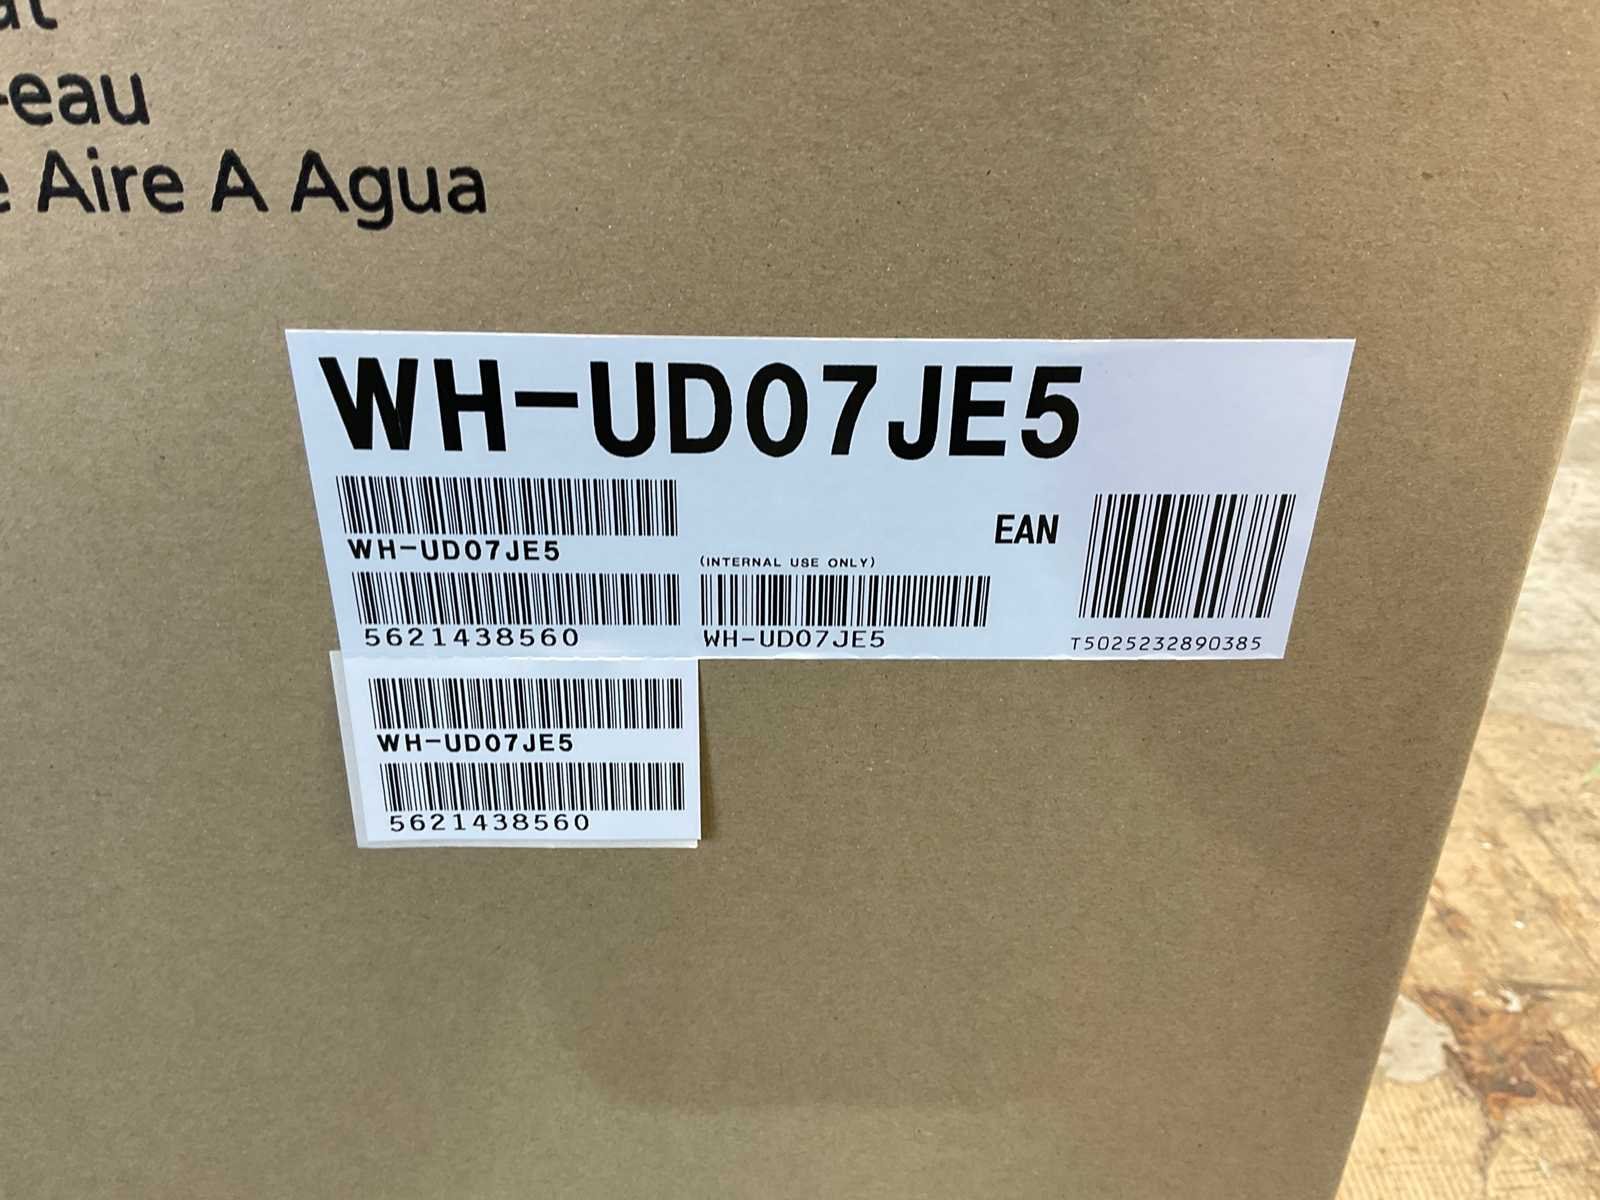 -eau
Aire A Agua
WH-UD07JE5
WH-UD07JE5
EAN
(INTERNAL USE ONLY)
5621438560
WH-UD07JE5
T5025232890385
WH-UD07JE5
5621438560